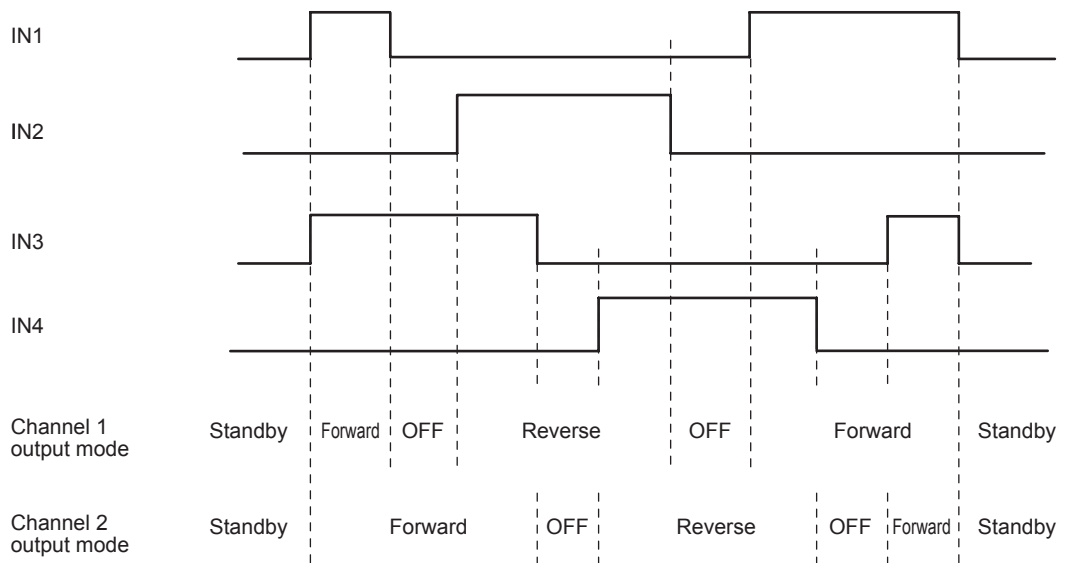 IN1
IN2
IN3
IN4
Channel 1
output mode
Standby Forward OFF Reverse OFF Forward Standby
Channel 2
output mode
Standby Forward OFF Reverse OFF Forward Standby